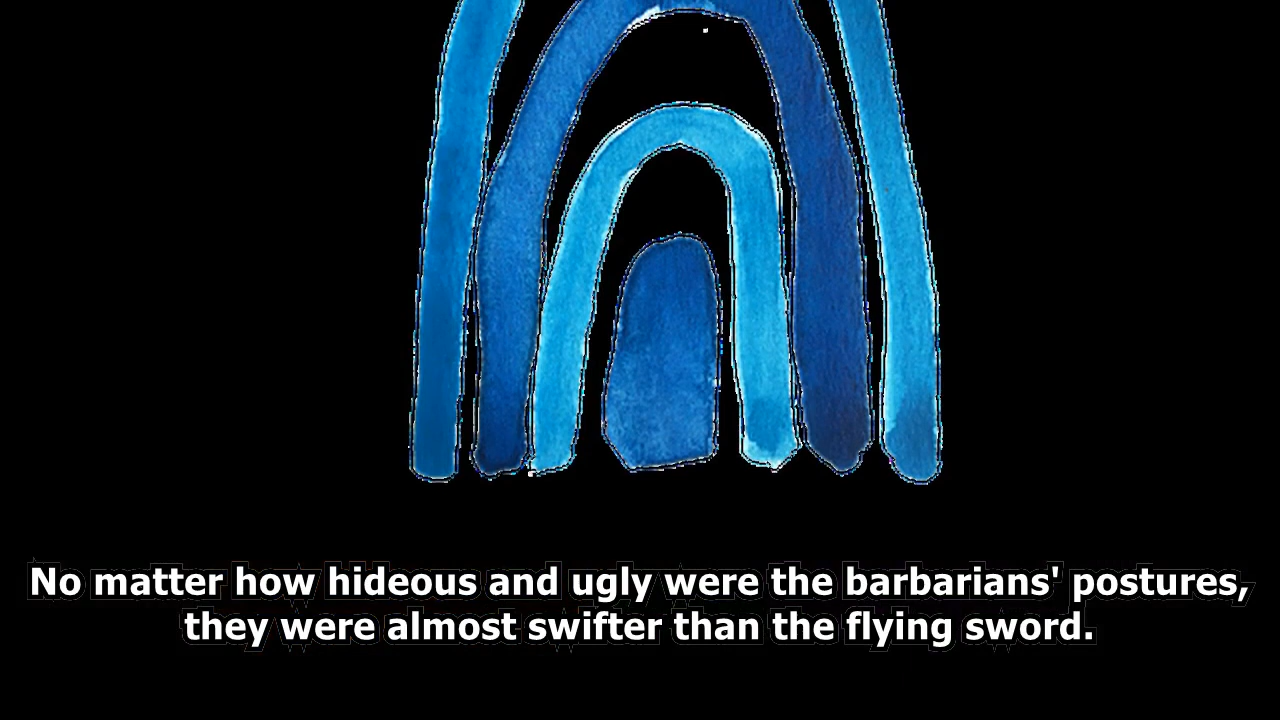 No matter how hideous and ugly were the barbarians' postures,
they were almost swifter than the flying sword.